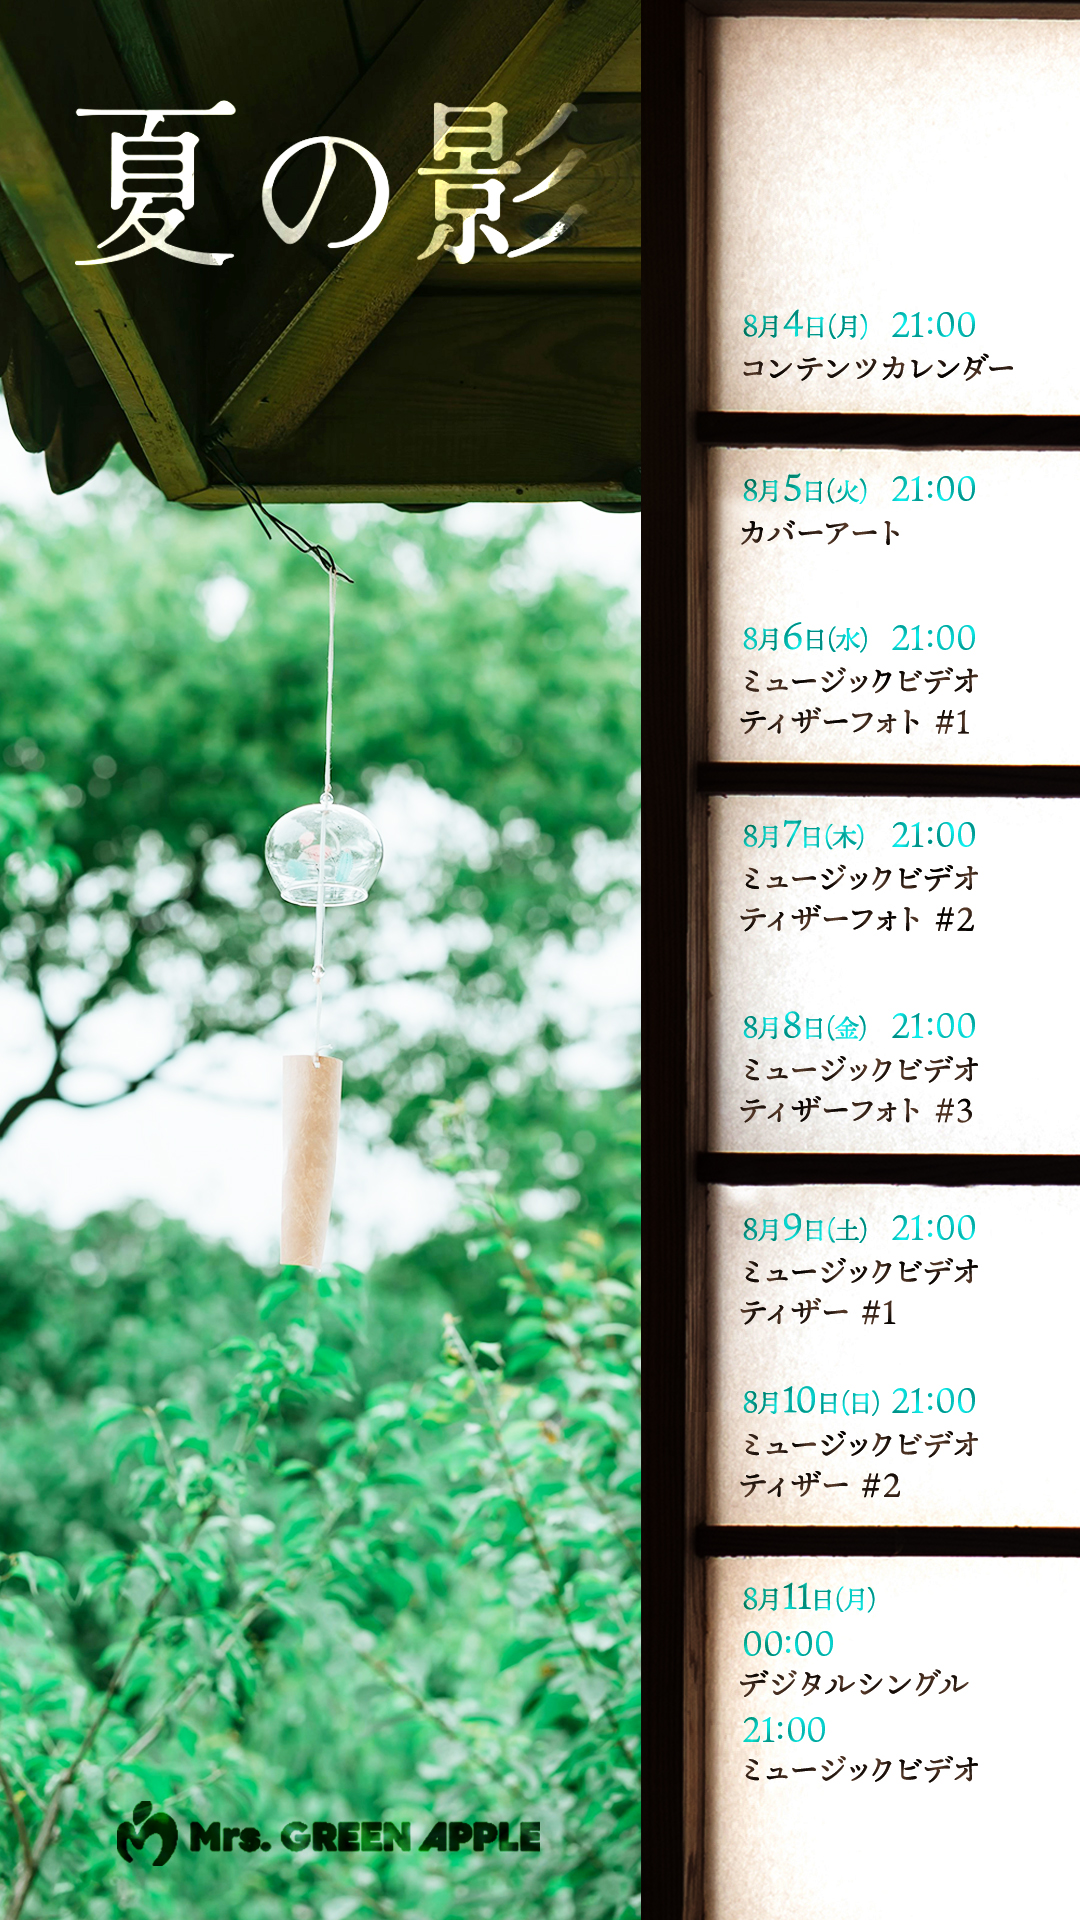 夏の影
8月4日(月) 21:00
コンテンツカレンダー
8月5日(火) 21:00
カバーアート
8月6日(水) 21:00
ミュージックビデオ
ティザーフォト #1
8月7日(木) 21:00
ミュージックビデオ
ティザーフォト #2
8月8日(金) 21:00
ミュージックビデオ
ティザーフォト #3
8月9日(土) 21:00
ミュージックビデオ
ティザー #1
8月10日(日) 21:00
ミュージックビデオ
ティザー #2
8月11日(月)
00:00
デジタルシングル
21:00
ミュージックビデオ
Mrs. GREEN APPLE